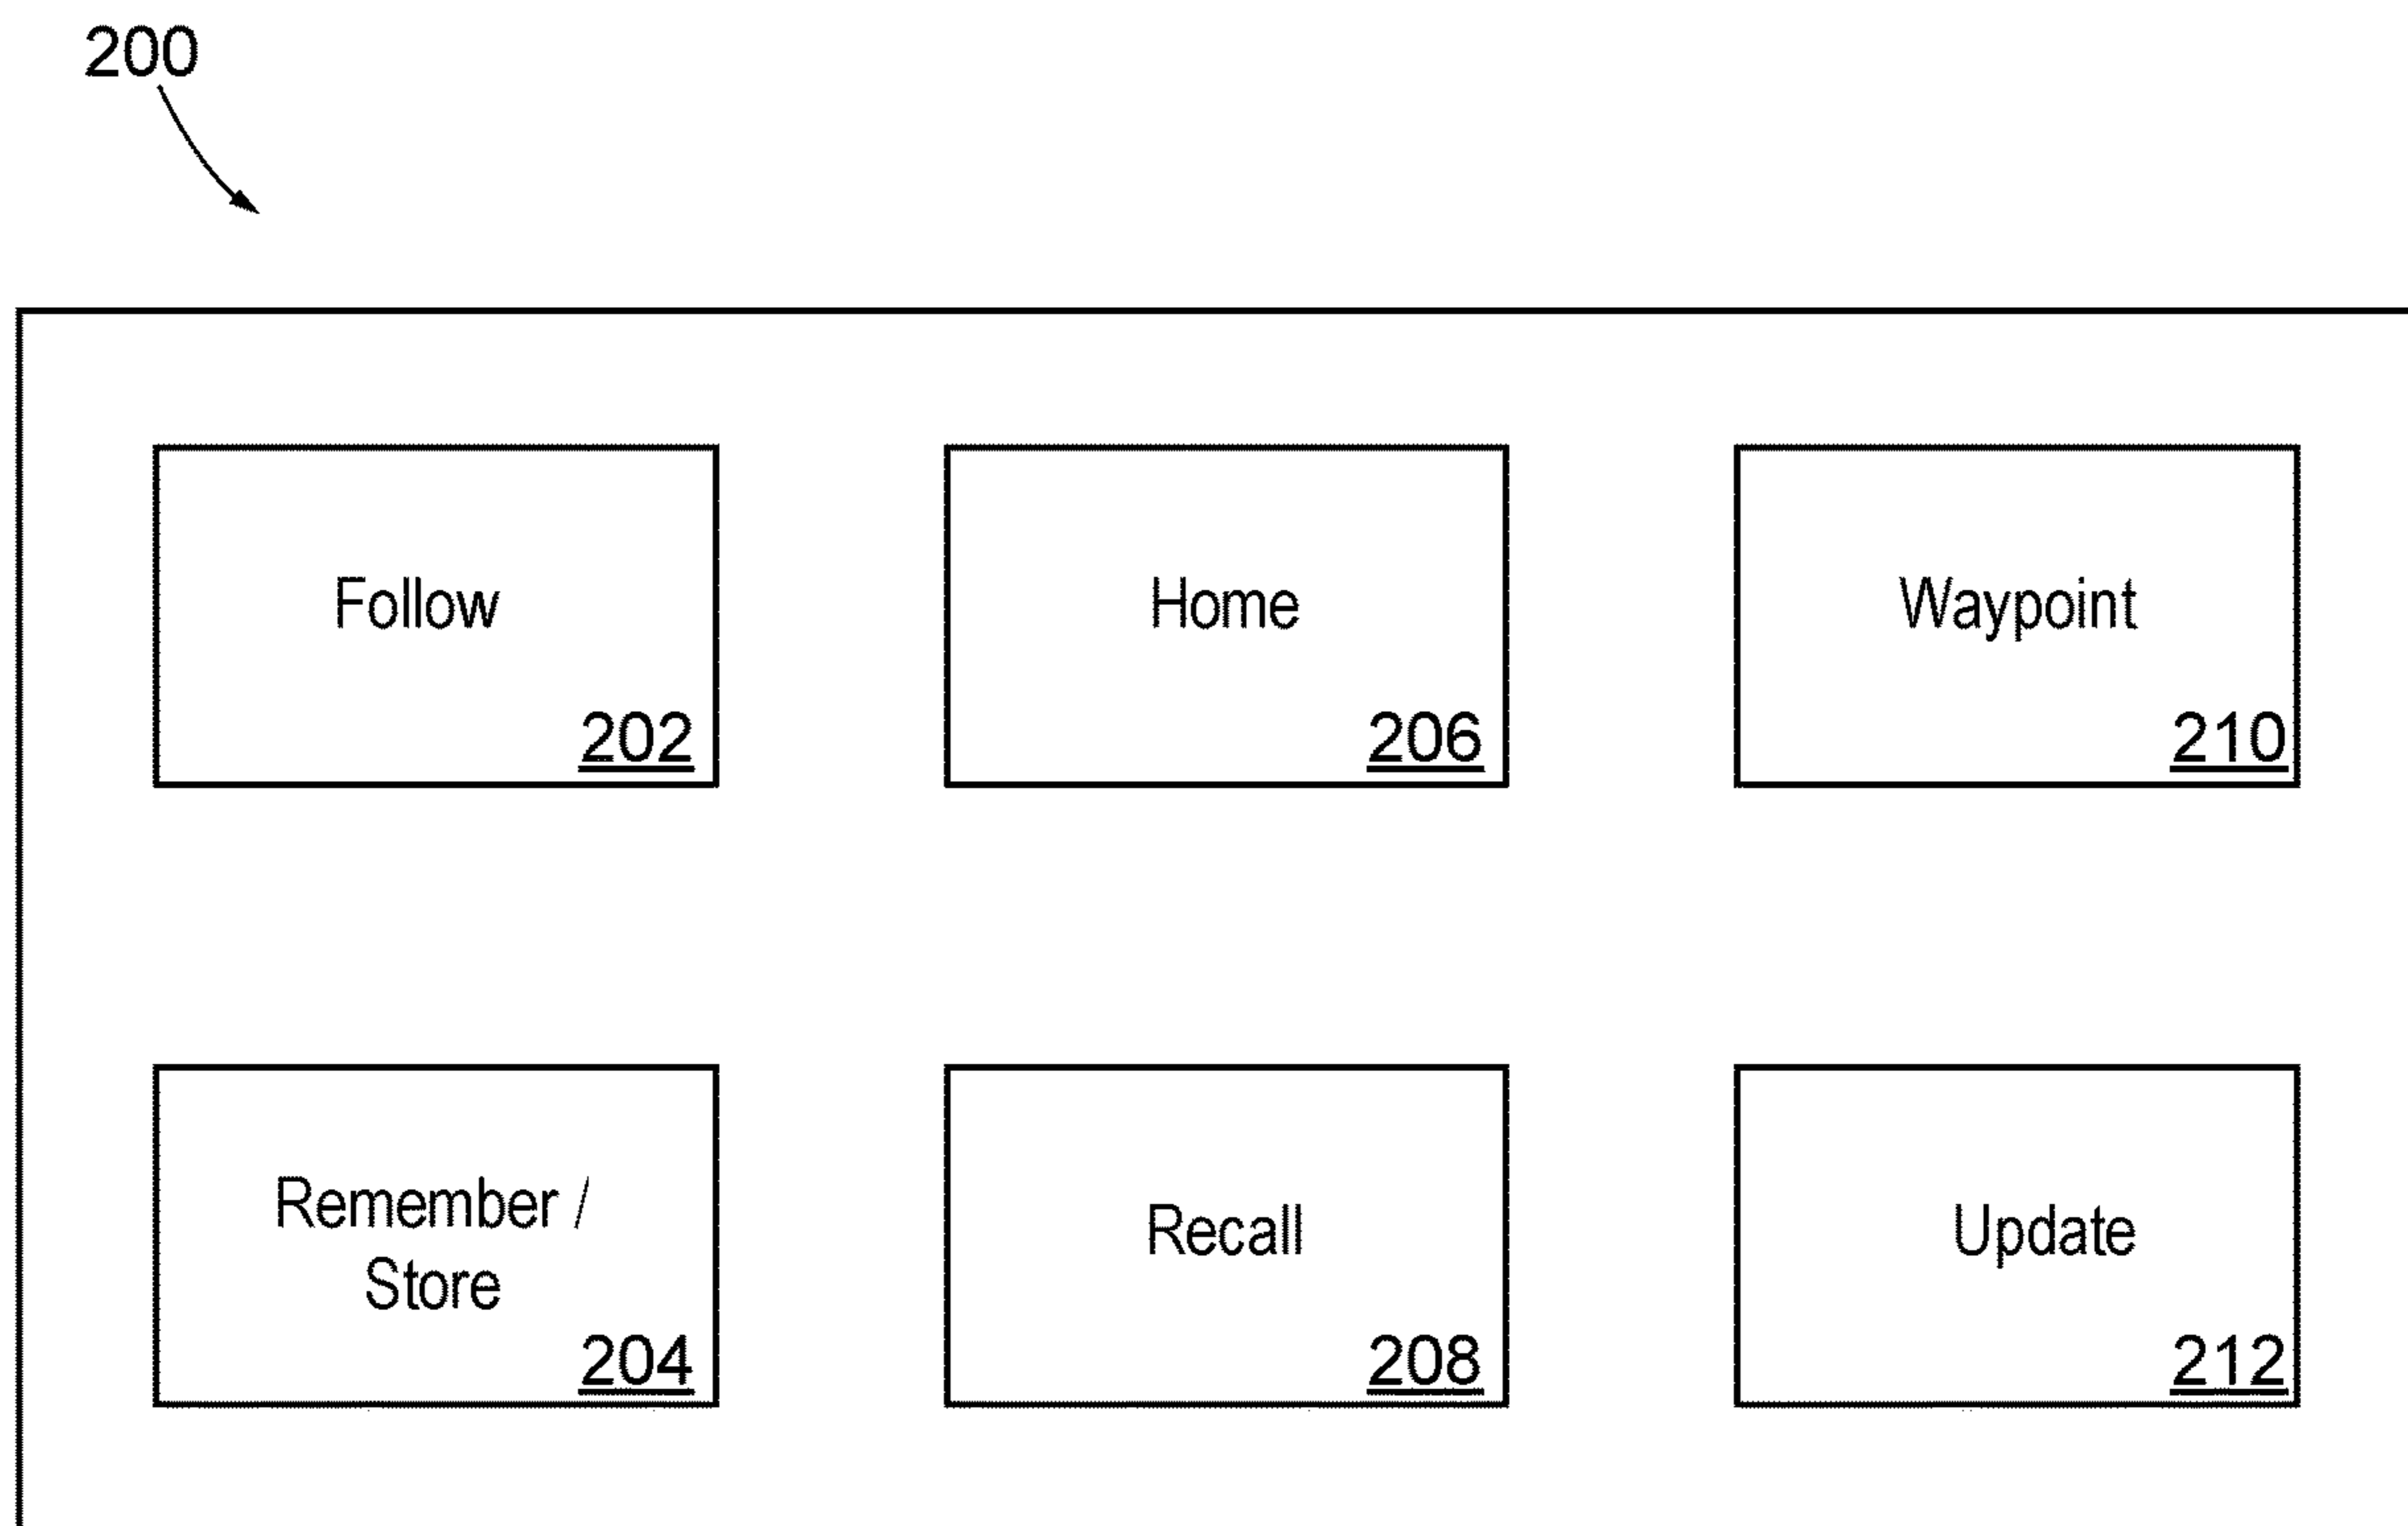 200
Follow
202
Home
206
Waypoint
210
Remember /
Store
204
Recall
208
Update
212